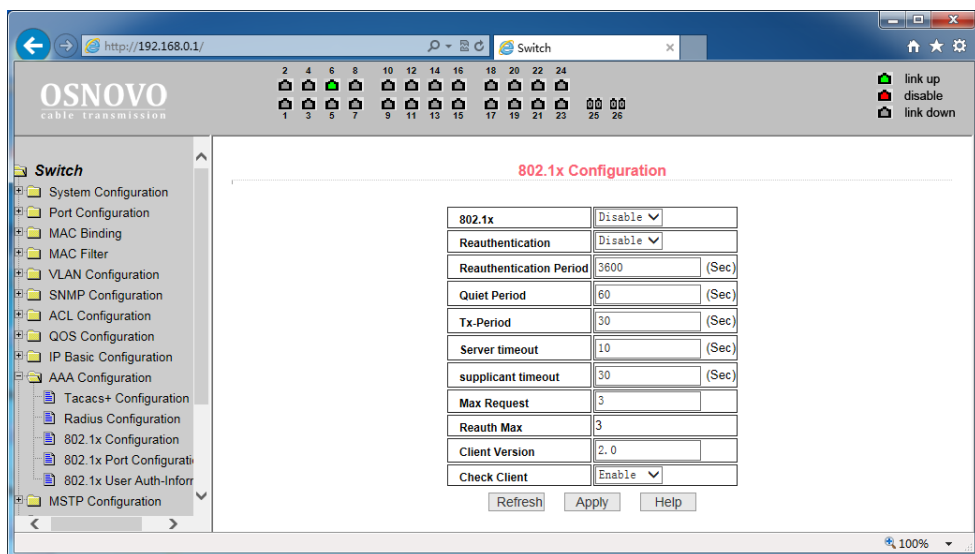 http://192.168.0.1/
Switch
OSNOVO
cable transmission
2 4 6 8 10 12 14 16 18 20 22 24
1 3 5 7 9 11 13 15 17 19 21 23 25 26
link up
disable
link down
Switch
System Configuration
Port Configuration
MAC Binding
MAC Filter
VLAN Configuration
SNMP Configuration
ACL Configuration
QOS Configuration
IP Basic Configuration
AAA Configuration
Tacacs+ Configuration
Radius Configuration
802.1x Configuration
802.1x Port Configurati
802.1x User Auth-Inforr
MSTP Configuration
802.1x Configuration
802.1x Disable
Reauthentication Disable
Reauthentication Period 3600 (Sec)
Quiet Period 60 (Sec)
Tx-Period 30 (Sec)
Server timeout 10 (Sec)
supplicant timeout 30 (Sec)
Max Request 3
Reauth Max 3
Client Version 2.0
Check Client Enable
Refresh Apply Help
100%